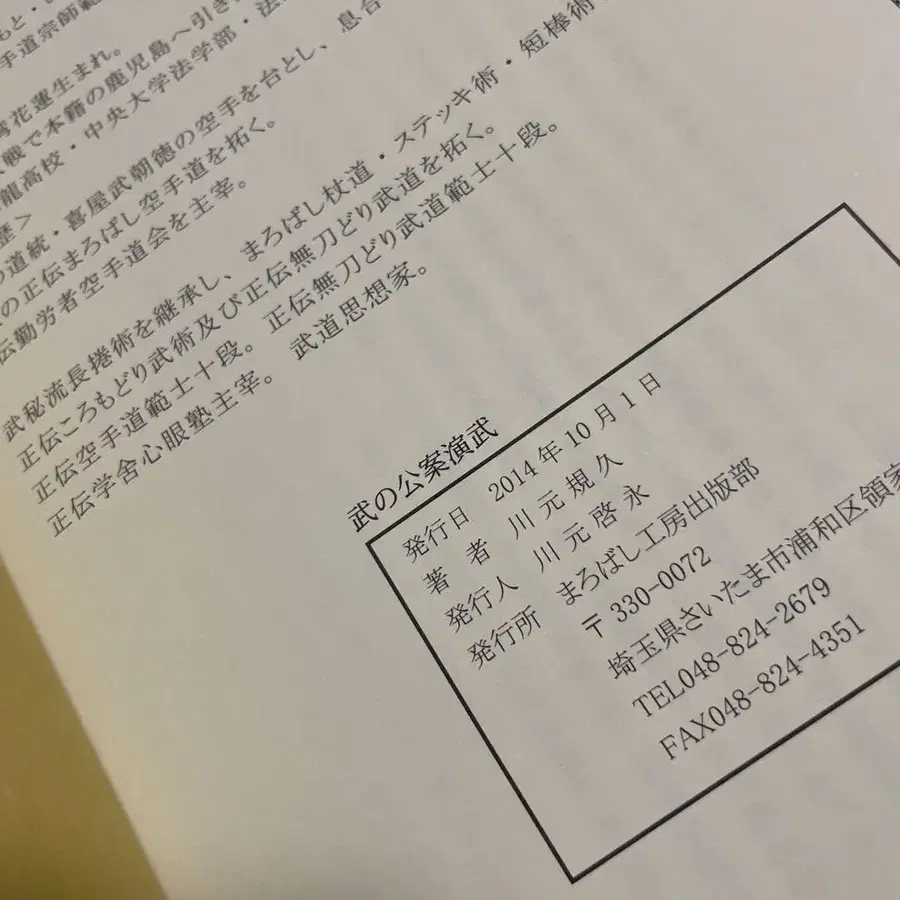 もと・
手道宗師範
湾花蓮生まれ。
戦で本籍の鹿児島へ引き
龍高校・中央大学法学部・法
歴＞
の道統・喜屋武朝徳の空手を台とし、息合
の正伝まろばし空手道を拓く。
伝勤労者空手道会を主宰。
武秘流長捲術を継承し、まろばし杖道・ステッキ術・短棒術
正伝ころもどり武術及び正伝無刀どり武道を拓く。
正伝空手道範士十段。正伝無刀どり武道範士十段。
正伝学舎心眼塾主宰。 武道思想家。
武の公案演武
発行日 2014年10月1日
著 者 川元規久
発行人 川元啓永
発行所 まろばし工房出版部
〒330-0072
埼玉県さいたま市浦和区領家
TEL048-824-2679
FAX048-824-4351